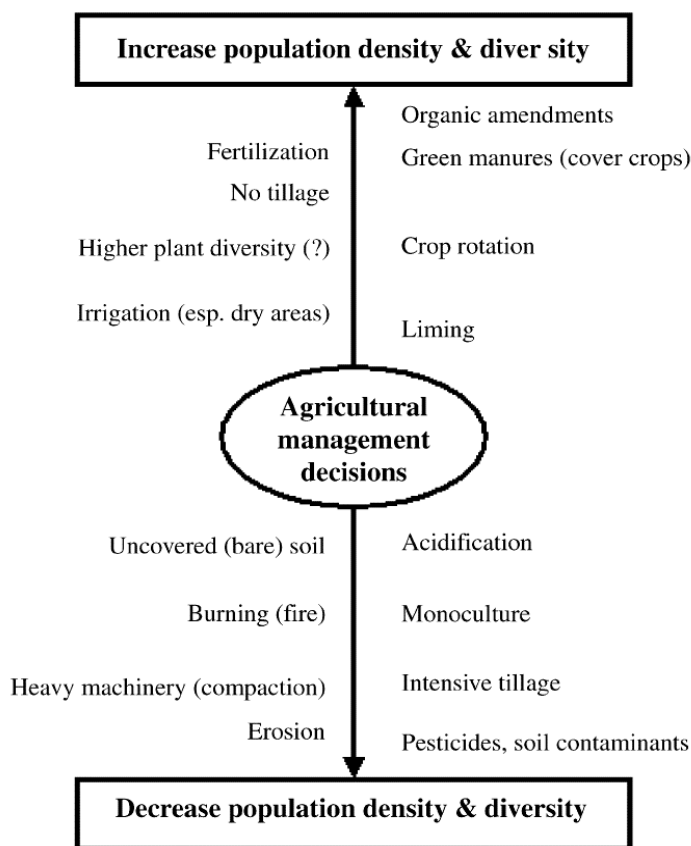 Increase population density & diver sity
Organic amendments
Fertilization
Green manures (cover crops)
No tillage
Higher plant diversity (?)
Crop rotation
Irrigation (esp. dry areas)
Liming
Agricultural
management
decisions
Uncovered (bare) soil
Acidification
Burning (fire)
Monoculture
Heavy machinery (compaction)
Intensive tillage
Erosion
Pesticides, soil contaminants
Decrease population density & diversity